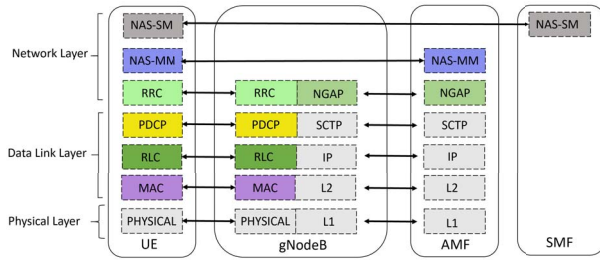 NAS-SM NAS-SM
Network Layer
NAS-MM NAS-MM
RRC RRC NGAP NGAP
PDCP PDCP SCTP SCTP
Data Link Layer
RLC RLC IP IP
MAC MAC L2 L2
Physical Layer
PHYSICAL PHYSICAL L1 L1
UE gNodeB AMF SMF